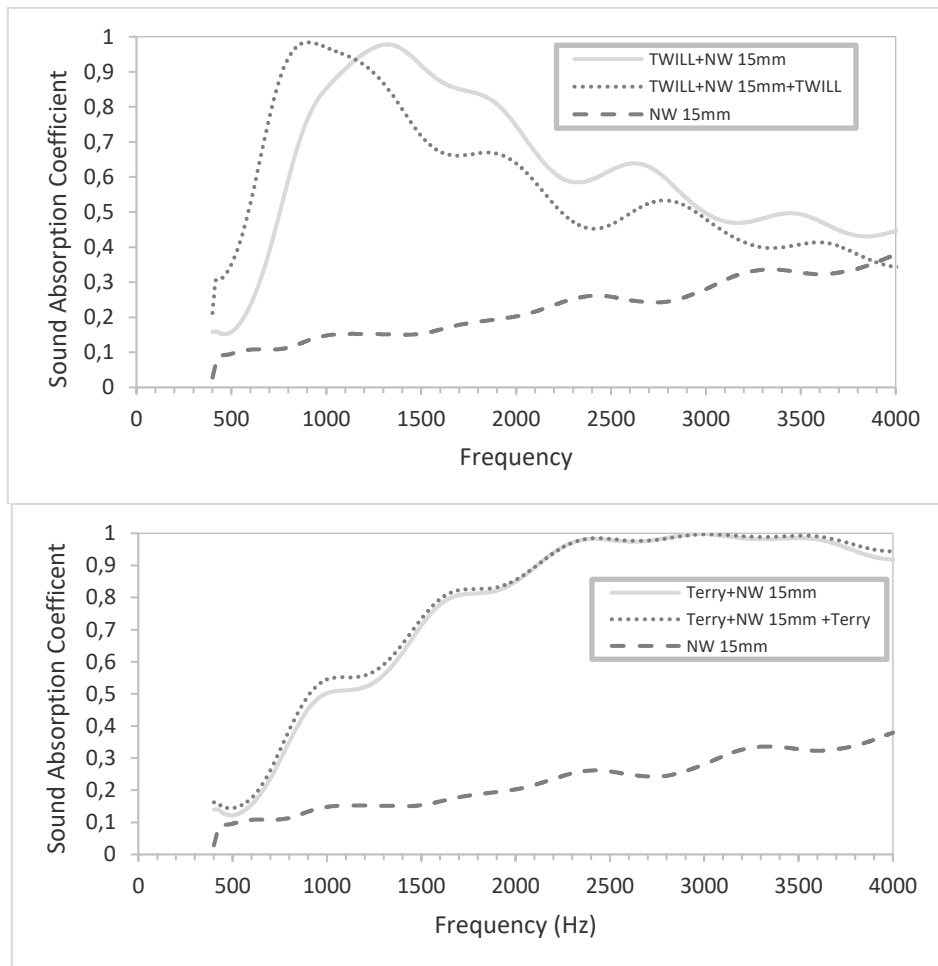 Sound Absorption Coefficient
1
0,9
0,8
0,7
0,6
0,5
0,4
0,3
0,2
0,1
0
TWILL+NW 15mm
TWILL+NW 15mm+TWILL
NW 15mm
0 500 1000 1500 2000 2500 3000 3500 4000
Frequency
Sound Absorption Coefficent
1
0,9
0,8
0,7
0,6
0,5
0,4
0,3
0,2
0,1
0
Terry+NW 15mm
Terry+NW 15mm +Terry
NW 15mm
0 500 1000 1500 2000 2500 3000 3500 4000
Frequency (Hz)